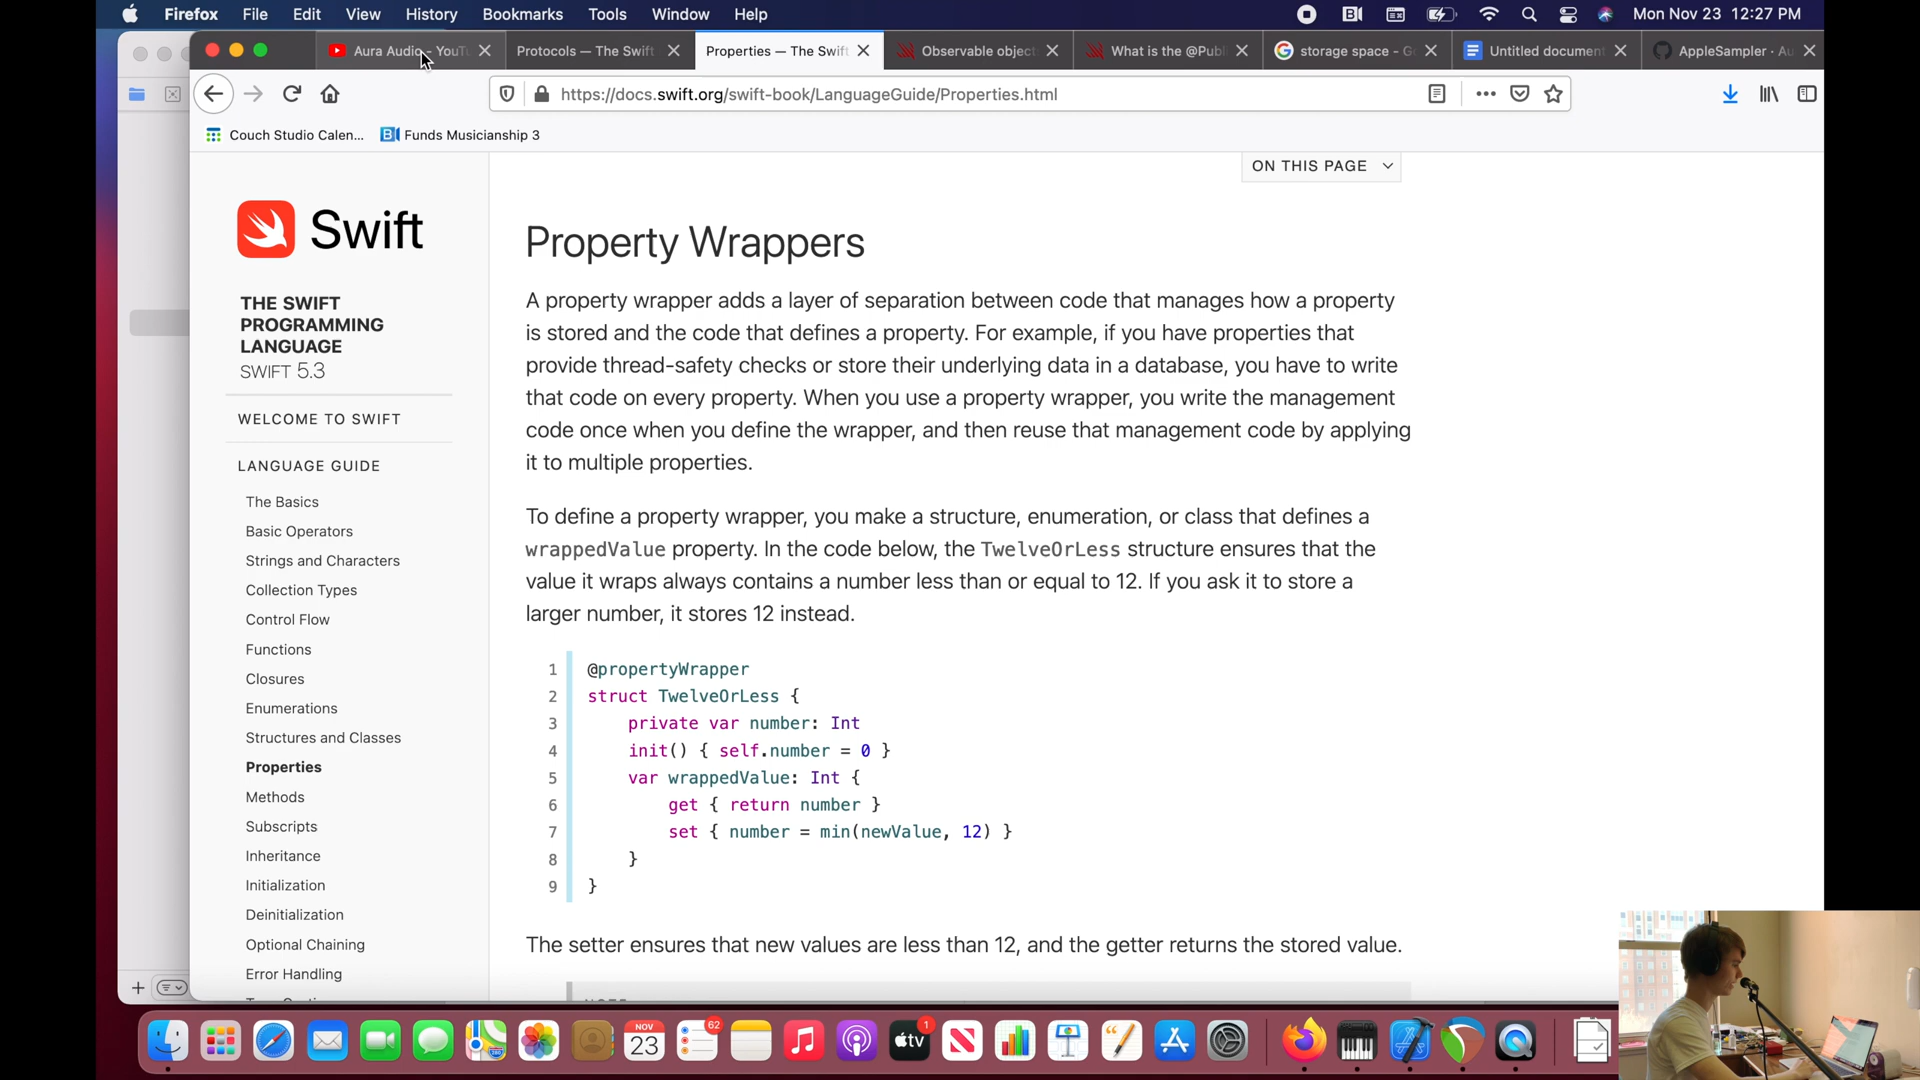 Firefox File Edit View History Bookmarks Tools Window Help Mon Nov 23 12:27 PM
Aura Audio - YouTu
Protocols — The Swift
Properties — The Swift
Observable object
What is the @Publ
storage space - G
Untitled documen
AppleSampler · Au
https://docs.swift.org/swift-book/LanguageGuide/Properties.html
Couch Studio Calen... Funds Musicianship 3
ON THIS PAGE
Swift
THE SWIFT
PROGRAMMING
LANGUAGE
SWIFT 5.3
WELCOME TO SWIFT
LANGUAGE GUIDE
The Basics
Basic Operators
Strings and Characters
Collection Types
Control Flow
Functions
Closures
Enumerations
Structures and Classes
Properties
Methods
Subscripts
Inheritance
Initialization
Deinitialization
Optional Chaining
Error Handling
Property Wrappers
A property wrapper adds a layer of separation between code that manages how a property
is stored and the code that defines a property. For example, if you have properties that
provide thread-safety checks or store their underlying data in a database, you have to write
that code on every property. When you use a property wrapper, you write the management
code once when you define the wrapper, and then reuse that management code by applying
it to multiple properties.
To define a property wrapper, you make a structure, enumeration, or class that defines a
wrappedValue property. In the code below, the TwelveOrLess structure ensures that the
value it wraps always contains a number less than or equal to 12. If you ask it to store a
larger number, it stores 12 instead.
1 @propertyWrapper
2 struct TwelveOrLess {
3 private var number: Int
4 init() { self.number = 0 }
5 var wrappedValue: Int {
6 get { return number }
7 set { number = min(newValue, 12) }
8 }
9 }
The setter ensures that new values are less than 12, and the getter returns the stored value.
NOV
23
62
tv
1